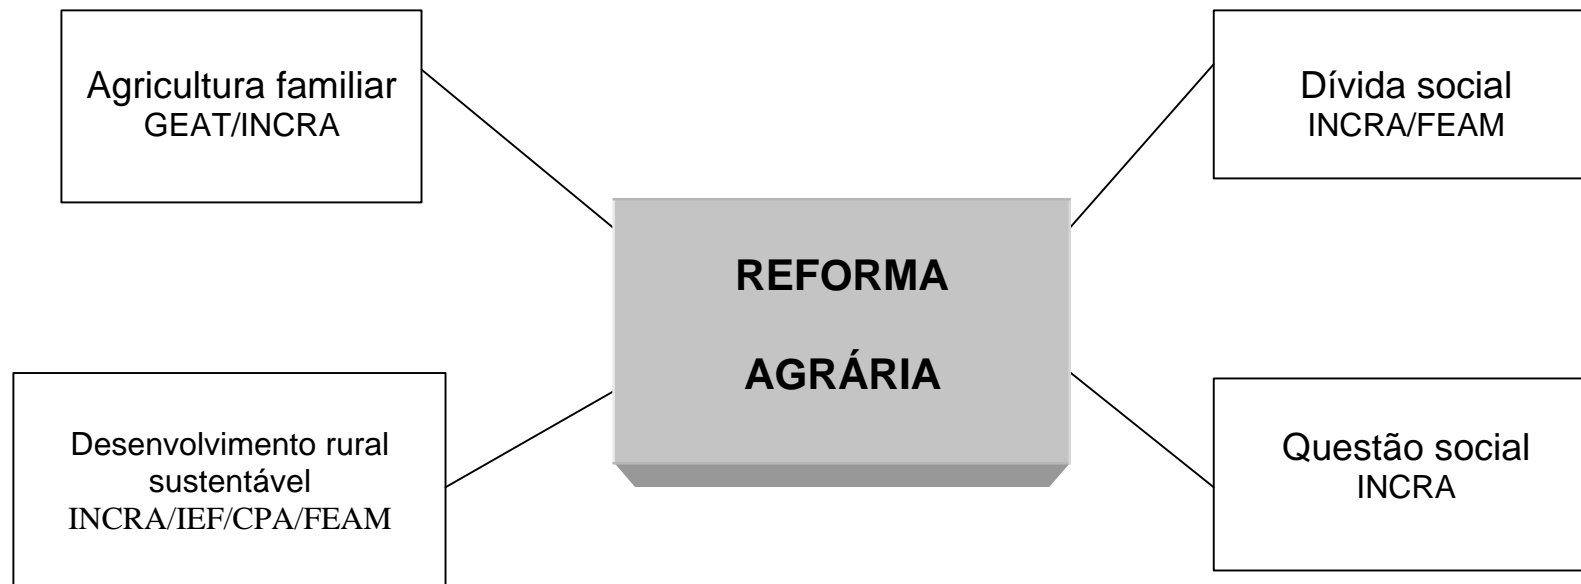 Agricultura familiar
GEAT/INCRA
Dívida social
INCRA/FEAM
REFORMA
AGRÁRIA
Desenvolvimento rural
sustentável
INCRA/IEF/CPA/FEAM
Questão social
INCRA